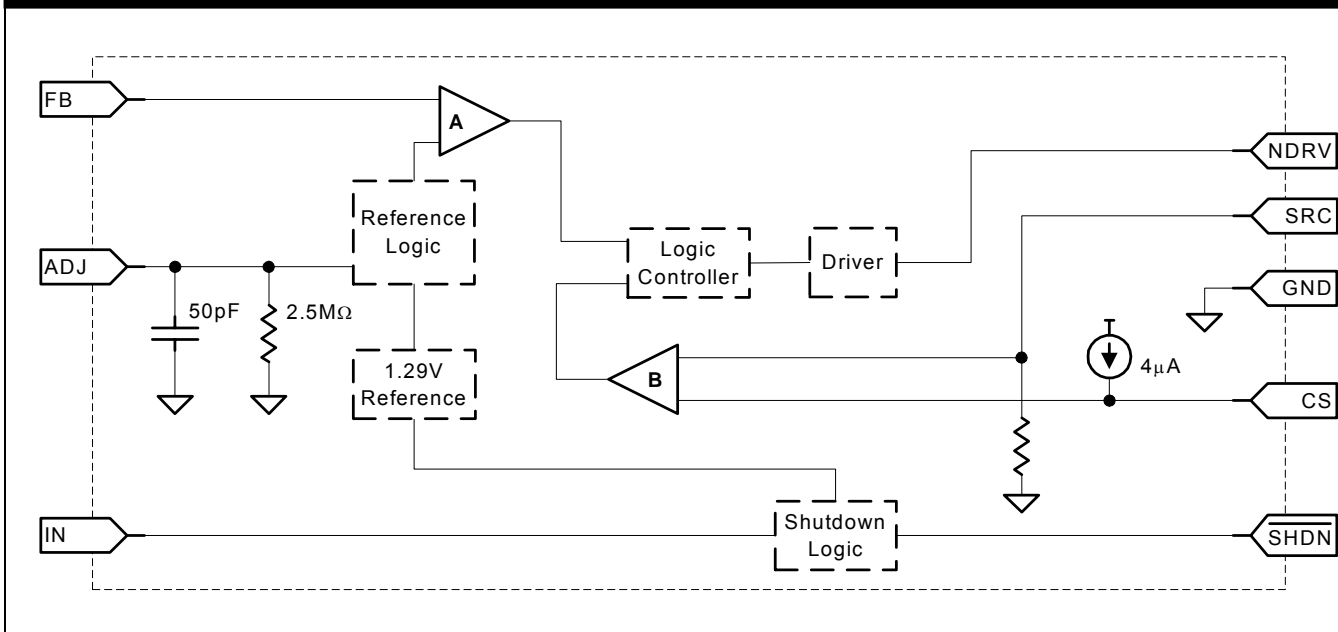 FB
A
NDRV
Reference
Logic
SRC
ADJ
Logic
Controller
Driver
GND
50pF
2.5MΩ
1.29V
Reference
B
4μA
CS
IN
Shutdown
Logic
SHDN